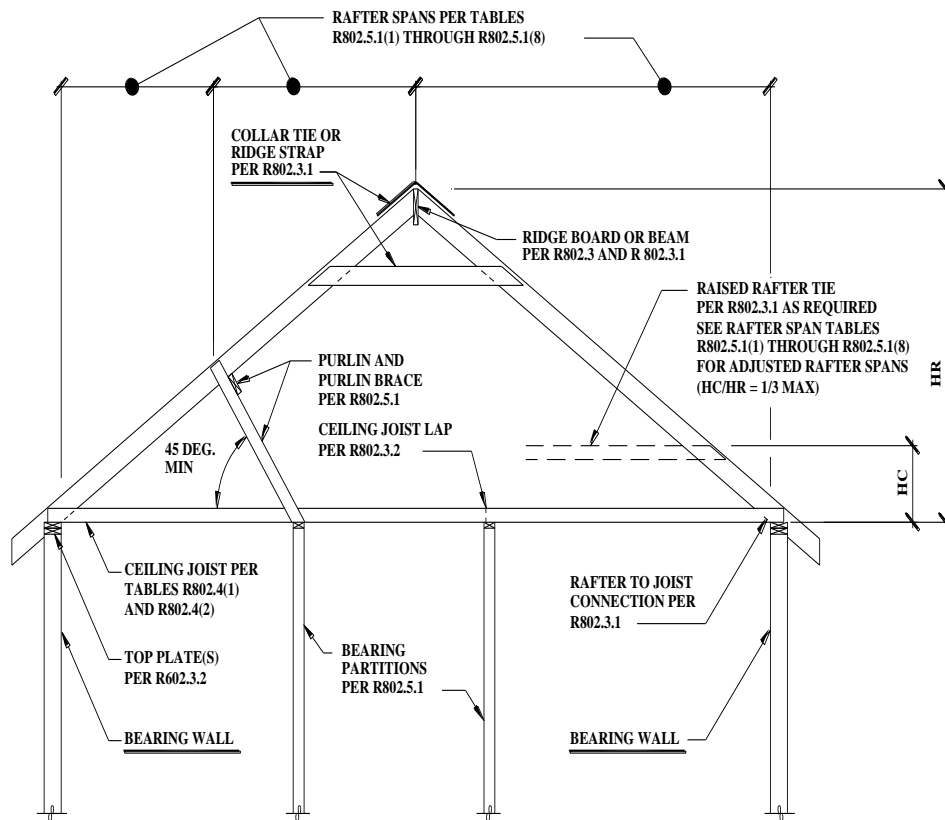 RAFTER SPANS PER TABLES
R802.5.1(1) THROUGH R802.5.1(8)
COLLAR TIE OR
RIDGE STRAP
PER R802.3.1
RIDGE BOARD OR BEAM
PER R802.3 AND R 802.3.1
RAISED RAFTER TIE
PER R802.3.1 AS REQUIRED
SEE RAFTER SPAN TABLES
R802.5.1(1) THROUGH R802.5.1(8)
FOR ADJUSTED RAFTER SPANS
(HC/HR = 1/3 MAX)
HR
PURLIN AND
PURLIN BRACE
PER R802.5.1
45 DEG.
MIN
CEILING JOIST LAP
PER R802.3.2
HC
CEILING JOIST PER
TABLES R802.4(1)
AND R802.4(2)
RAFTER TO JOIST
CONNECTION PER
R802.3.1
TOP PLATE(S)
PER R602.3.2
BEARING
PARTITIONS
PER R802.5.1
BEARING WALL
BEARING WALL